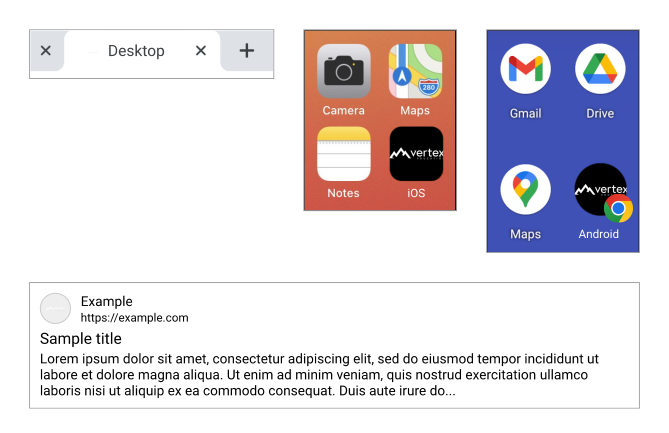 Desktop
Camera
Maps
280
Notes
vertex
iOS
Gmail
Drive
Maps
vertex
Android
Example
https://example.com
Sample title
Lorem ipsum dolor sit amet, consectetur adipiscing elit, sed do eiusmod tempor incididunt ut
labore et dolore magna aliqua. Ut enim ad minim veniam, quis nostrud exercitation ullamco
laboris nisi ut aliquip ex ea commodo consequat. Duis aute irure do...